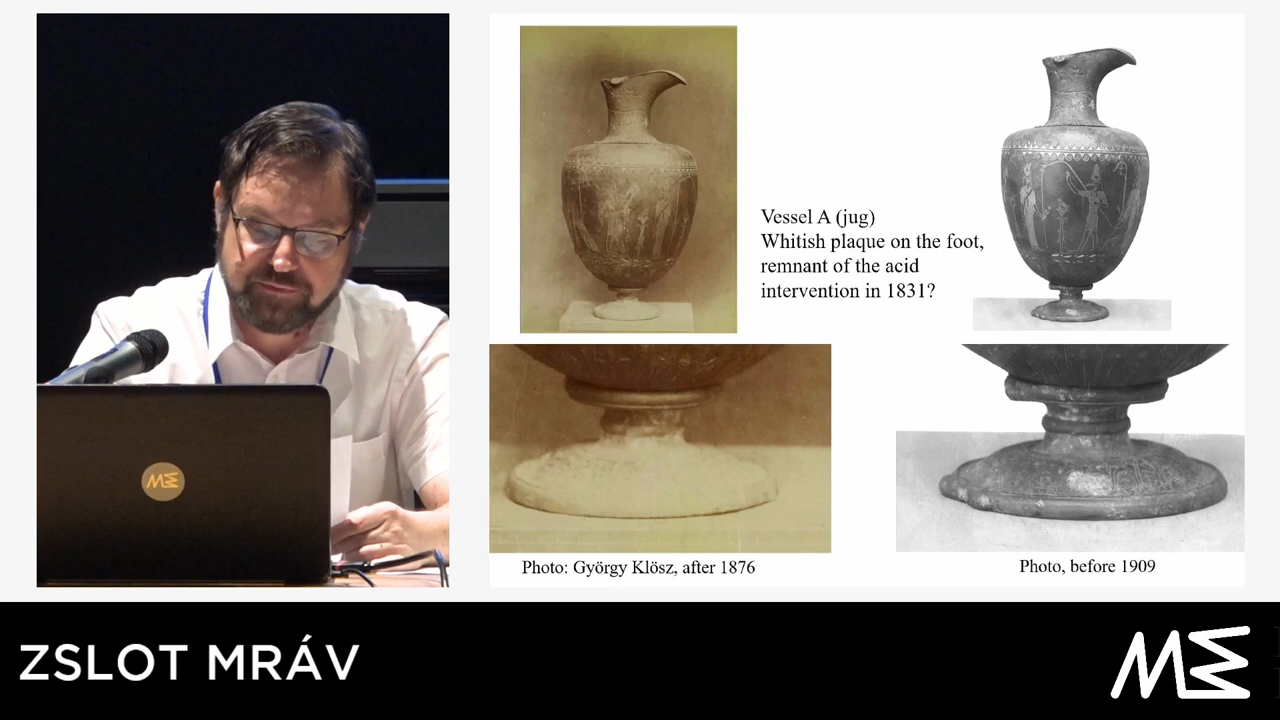 Vessel A (jug)
Whitish plaque on the foot,
remnant of the acid
intervention in 1831?
Photo: György Klösz, after 1876
Photo, before 1909
ZSLOT MRÁV